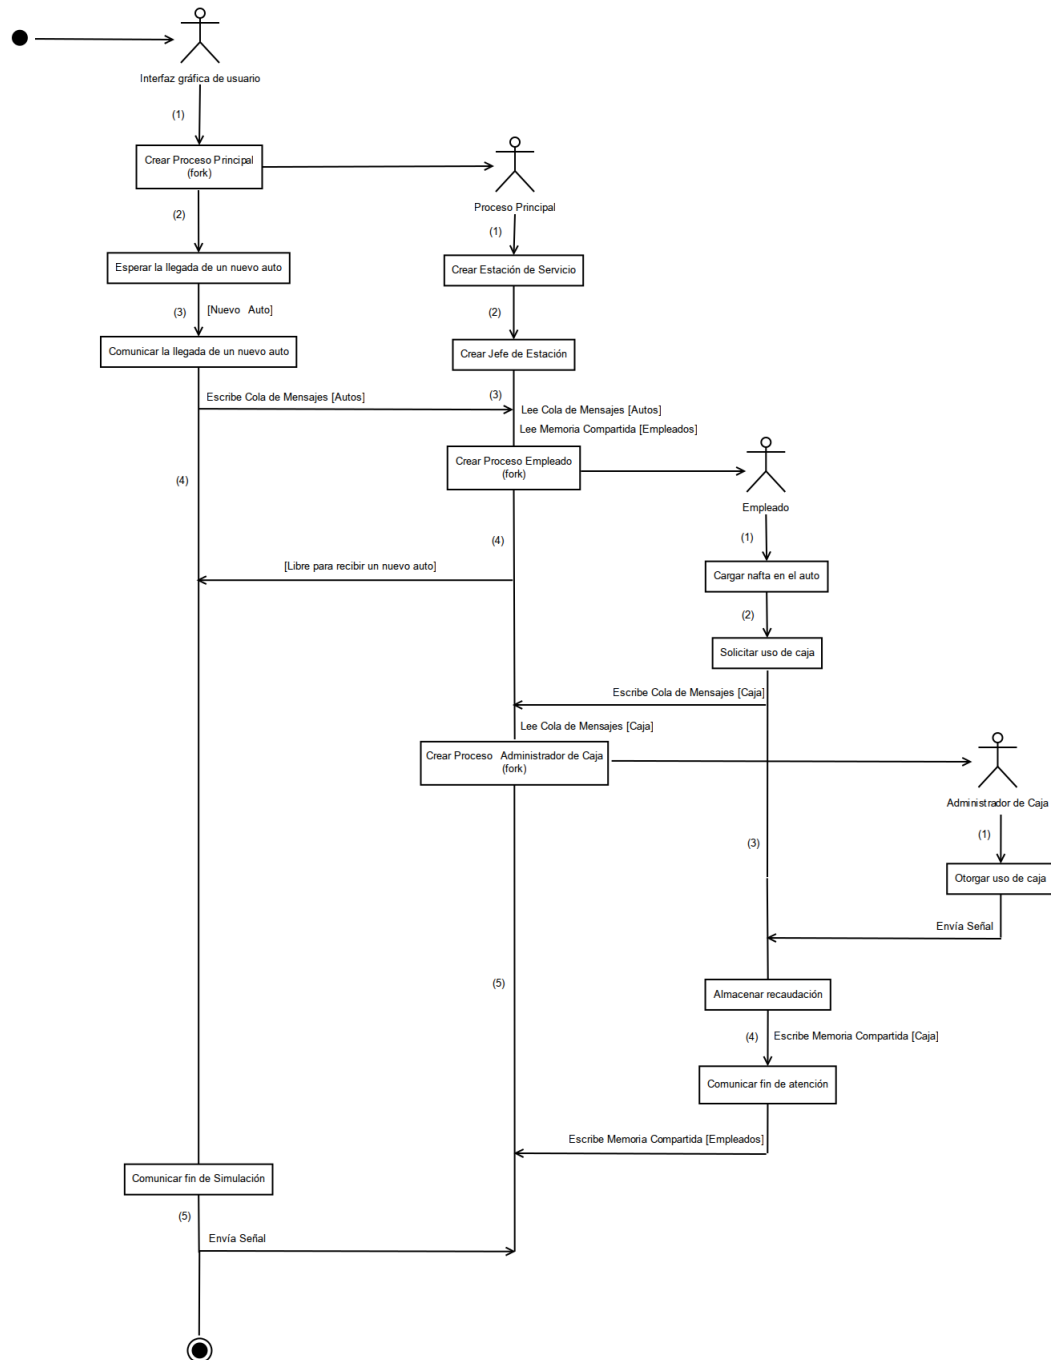 Interfaz gráfica de usuario
(1)
Crear Proceso Principal
(fork)
Proceso Principal
(2)
(1)
Esperar la llegada de un nuevo auto
Crear Estación de Servicio
(3)
[Nuevo Auto]
(2)
Comunicar la llegada de un nuevo auto
Crear Jefe de Estación
Escribe Cola de Mensajes [Autos]
(3)
Lee Cola de Mensajes [Autos]
Lee Memoria Compartida [Empleados]
Crear Proceso Empleado
(fork)
(4)
Empleado
(4)
(1)
[Libre para recibir un nuevo auto]
Cargar nafta en el auto
(2)
Solicitar uso de caja
Escribe Cola de Mensajes [Caja]
Lee Cola de Mensajes [Caja]
Crear Proceso Administrador de Caja
(fork)
Administrador de Caja
(3)
(1)
Otorgar uso de caja
Envía Señal
(5)
Almacenar recaudación
(4)
Escribe Memoria Compartida [Caja]
Comunicar fin de atención
Escribe Memoria Compartida [Empleados]
Comunicar fin de Simulación
(5)
Envía Señal